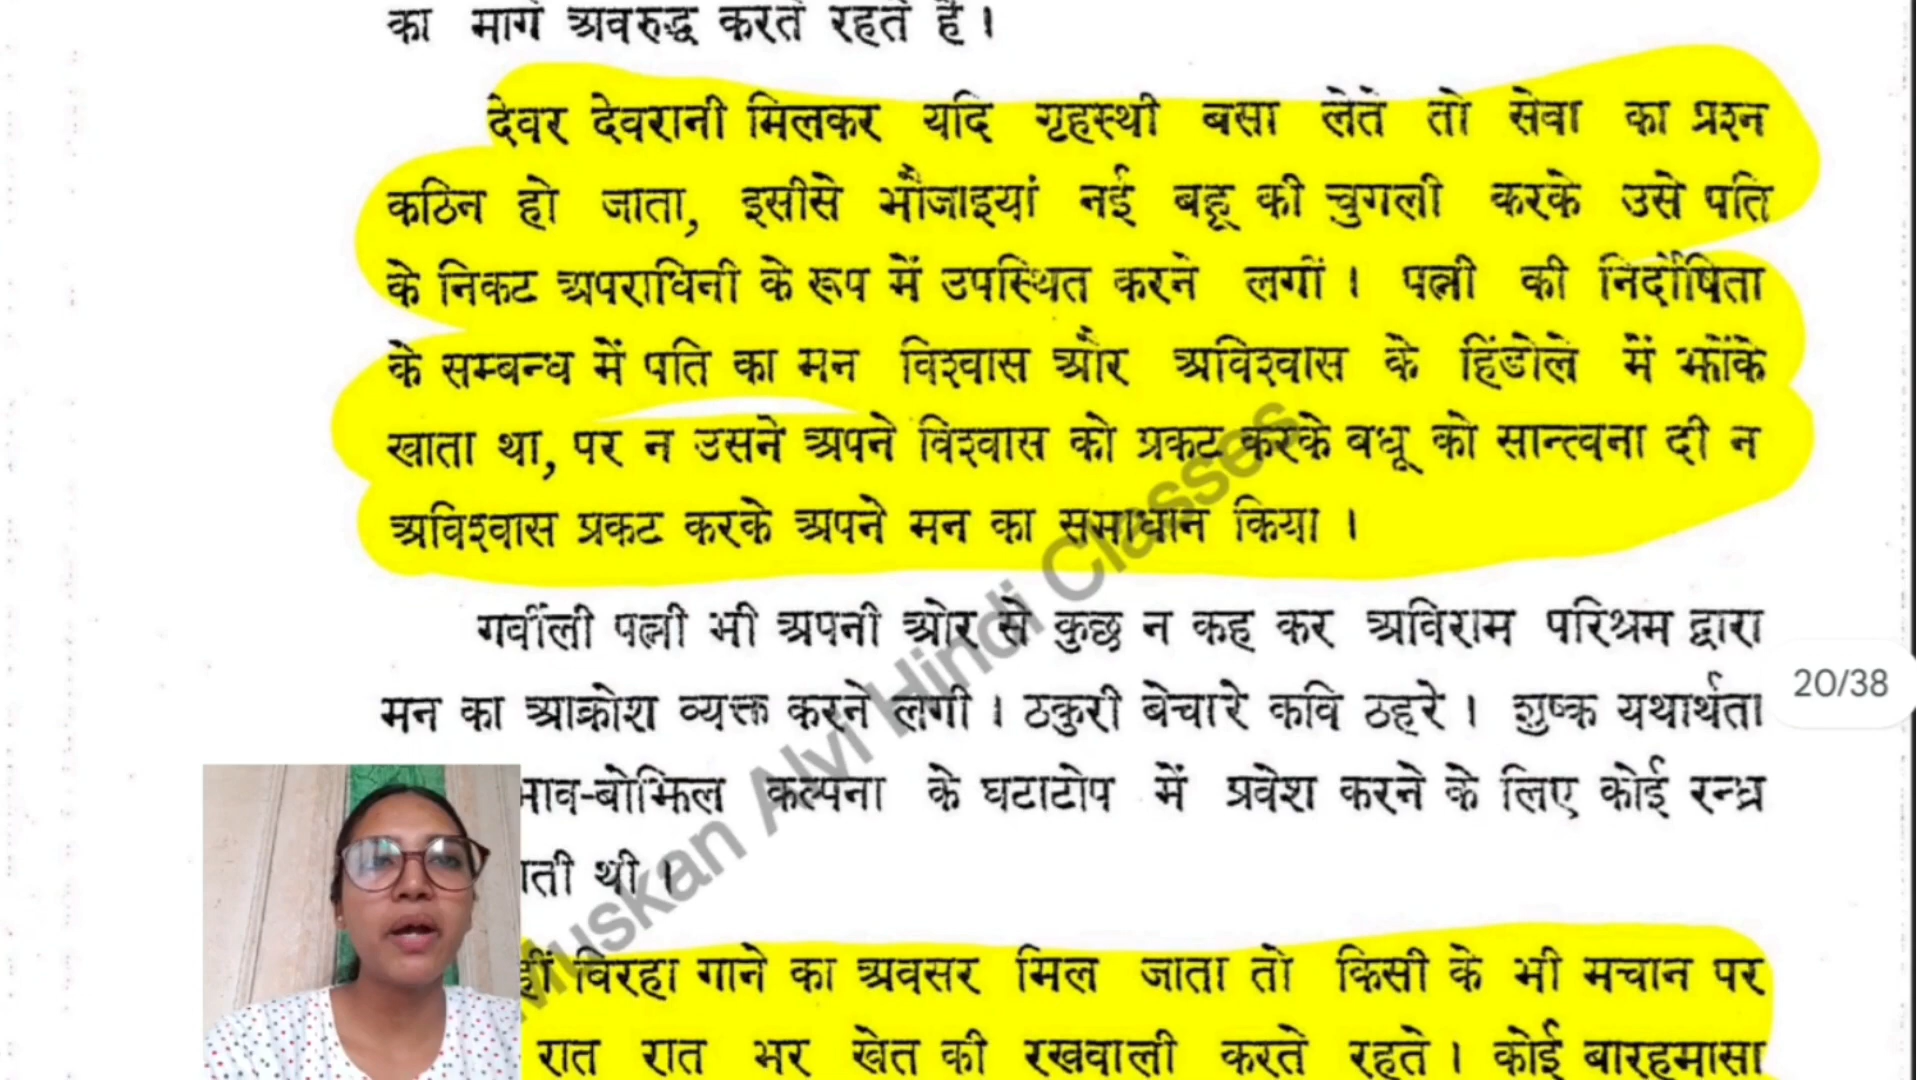 का मार्ग अवरुद्ध करते रहते हैं ।
देवर देवरानी मिलकर यदि गृहस्थी बसा लेते तो सेवा का प्रश्न
कठिन हो जाता, इसीसे भौजाइयां नई बहू की चुगली करके उसे पति
के निकट अपराधिनी के रूप में उपस्थित करने लगीं । पत्नी की निर्दोषिता
के सम्बन्ध में पति का मन विश्वास और अविश्वास के हिंडोले में झोंके
खाता था, पर न उसने अपने विश्वास को प्रकट करके वधू को सान्त्वना दी न
अविश्वास प्रकट करके अपने मन का समाधान किया ।
गर्वीली पत्नी भी अपनी ओर से कुछ न कह कर अविराम परिश्रम द्वारा
मन का आक्रोश व्यक्त करने लगी । ठकुरी बेचारे कवि ठहरे । शुष्क यथार्थता
20/38
भाव-बोझिल कल्पना के घटाटोप में प्रवेश करने के लिए कोई रन्ध्र
ाती थी ।
हीं विरहा गाने का अवसर मिल जाता तो किसी के भी मचान पर
रात रात भर खेत की रखवाली करते रहते । कोई बारहमासा
Muskan Alvi Hindi Classes